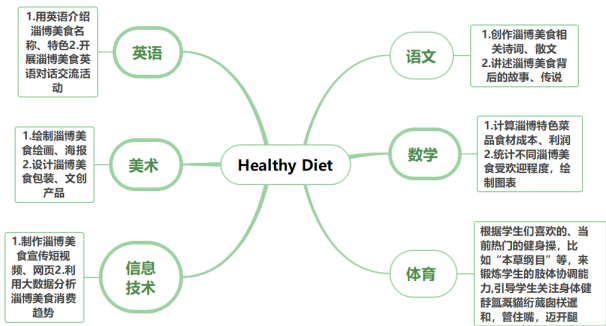 1.用英语介绍
淄博美食名
称、特色2.开
展淄博美食英
语对话交流活
动
英语
1.绘制淄博美
食绘画、海报
2.设计淄博美
食包装、文创
产品
美术
1.制作淄博美
食宣传短视
频、网页2.利
用大数据分析
淄博美食消费
趋势
信息
技术
Healthy Diet
语文
1.创作淄博美食相
关诗词、散文
2.讲述淄博美食背
后的故事、传说
数学
1.计算淄博特色菜
品食材成本、利润
2.统计不同淄博美
食受欢迎程度，绘
制图表
体育
根据学生们喜欢的、当
前热门的健身操，比
如“本草纲目”等，来
锻炼学生的肢体协调能
力,引导学生关注身体健
和，管住嘴，迈开腿